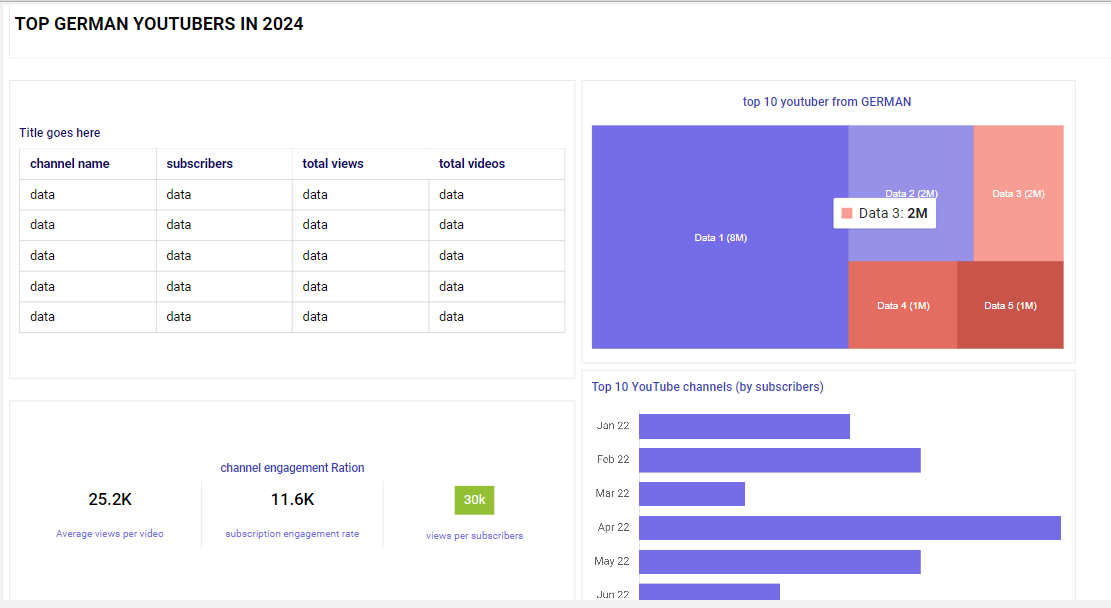 TOP GERMAN YOUTUBERS IN 2024
Title goes here
channel name subscribers total views total videos
data data data data
data data data data
data data data data
data data data data
data data data data
top 10 youtuber from GERMAN
Data 1 (8M)
Data 2 (2M)
Data 3 (2M)
Data 3: 2M
Data 4 (1M)
Data 5 (1M)
channel engagement Ration
25.2K 11.6K 30k
Average views per video subscription engagement rate views per subscribers
Top 10 YouTube channels (by subscribers)
Jan 22
Feb 22
Mar 22
Apr 22
May 22
Jun 22